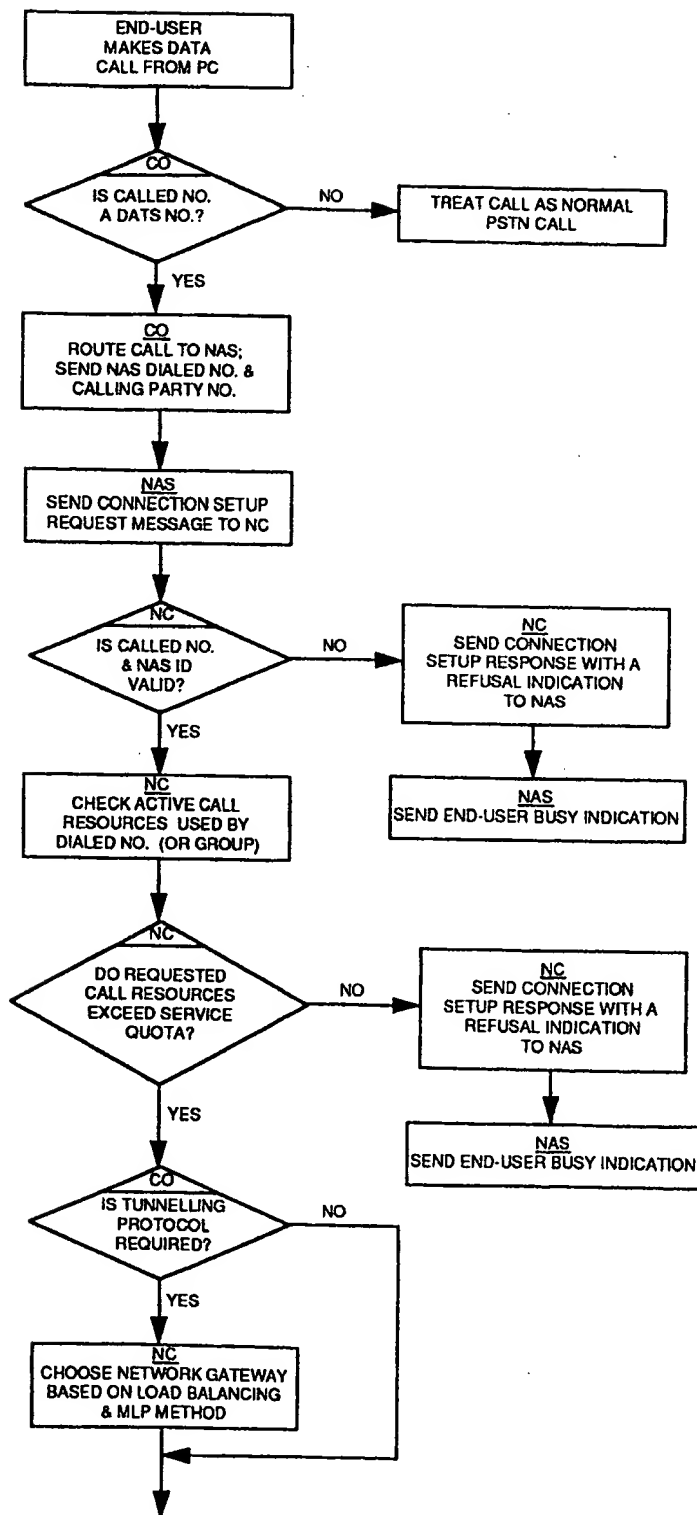 END-USER
MAKES DATA
CALL FROM PC
CO
IS CALLED NO.
A DATS NO.?
NO
TREAT CALL AS NORMAL
PSTN CALL
YES
CO
ROUTE CALL TO NAS;
SEND NAS DIALED NO. &
CALLING PARTY NO.
NAS
SEND CONNECTION SETUP
REQUEST MESSAGE TO NC
NC
IS CALLED NO.
& NAS ID
VALID?
NO
NC
SEND CONNECTION
SETUP RESPONSE WITH A
REFUSAL INDICATION
TO NAS
YES
NAS
SEND END-USER BUSY INDICATION
NC
CHECK ACTIVE CALL
RESOURCES USED BY
DIALED NO. (OR GROUP)
NC
DO REQUESTED
CALL RESOURCES
EXCEED SERVICE
QUOTA?
NO
NC
SEND CONNECTION
SETUP RESPONSE WITH A
REFUSAL INDICATION
TO NAS
YES
NAS
SEND END-USER BUSY INDICATION
CO
IS TUNNELLING
PROTOCOL
REQUIRED?
NO
YES
NC
CHOOSE NETWORK GATEWAY
BASED ON LOAD BALANCING
& MLP METHOD